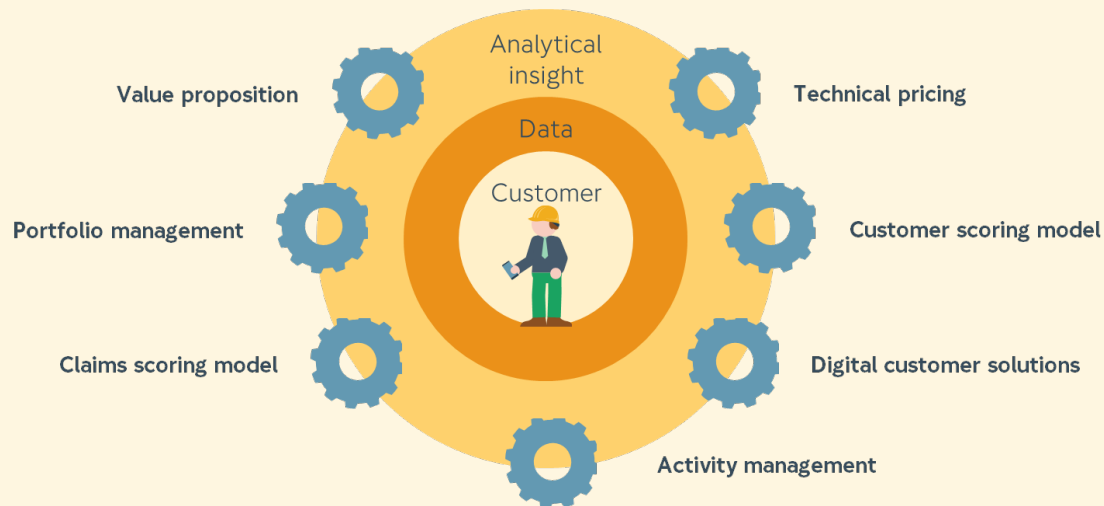 Analytical
insight
Value proposition
Technical pricing
Data
Customer
Portfolio management
Customer scoring model
Claims scoring model
Digital customer solutions
Activity management